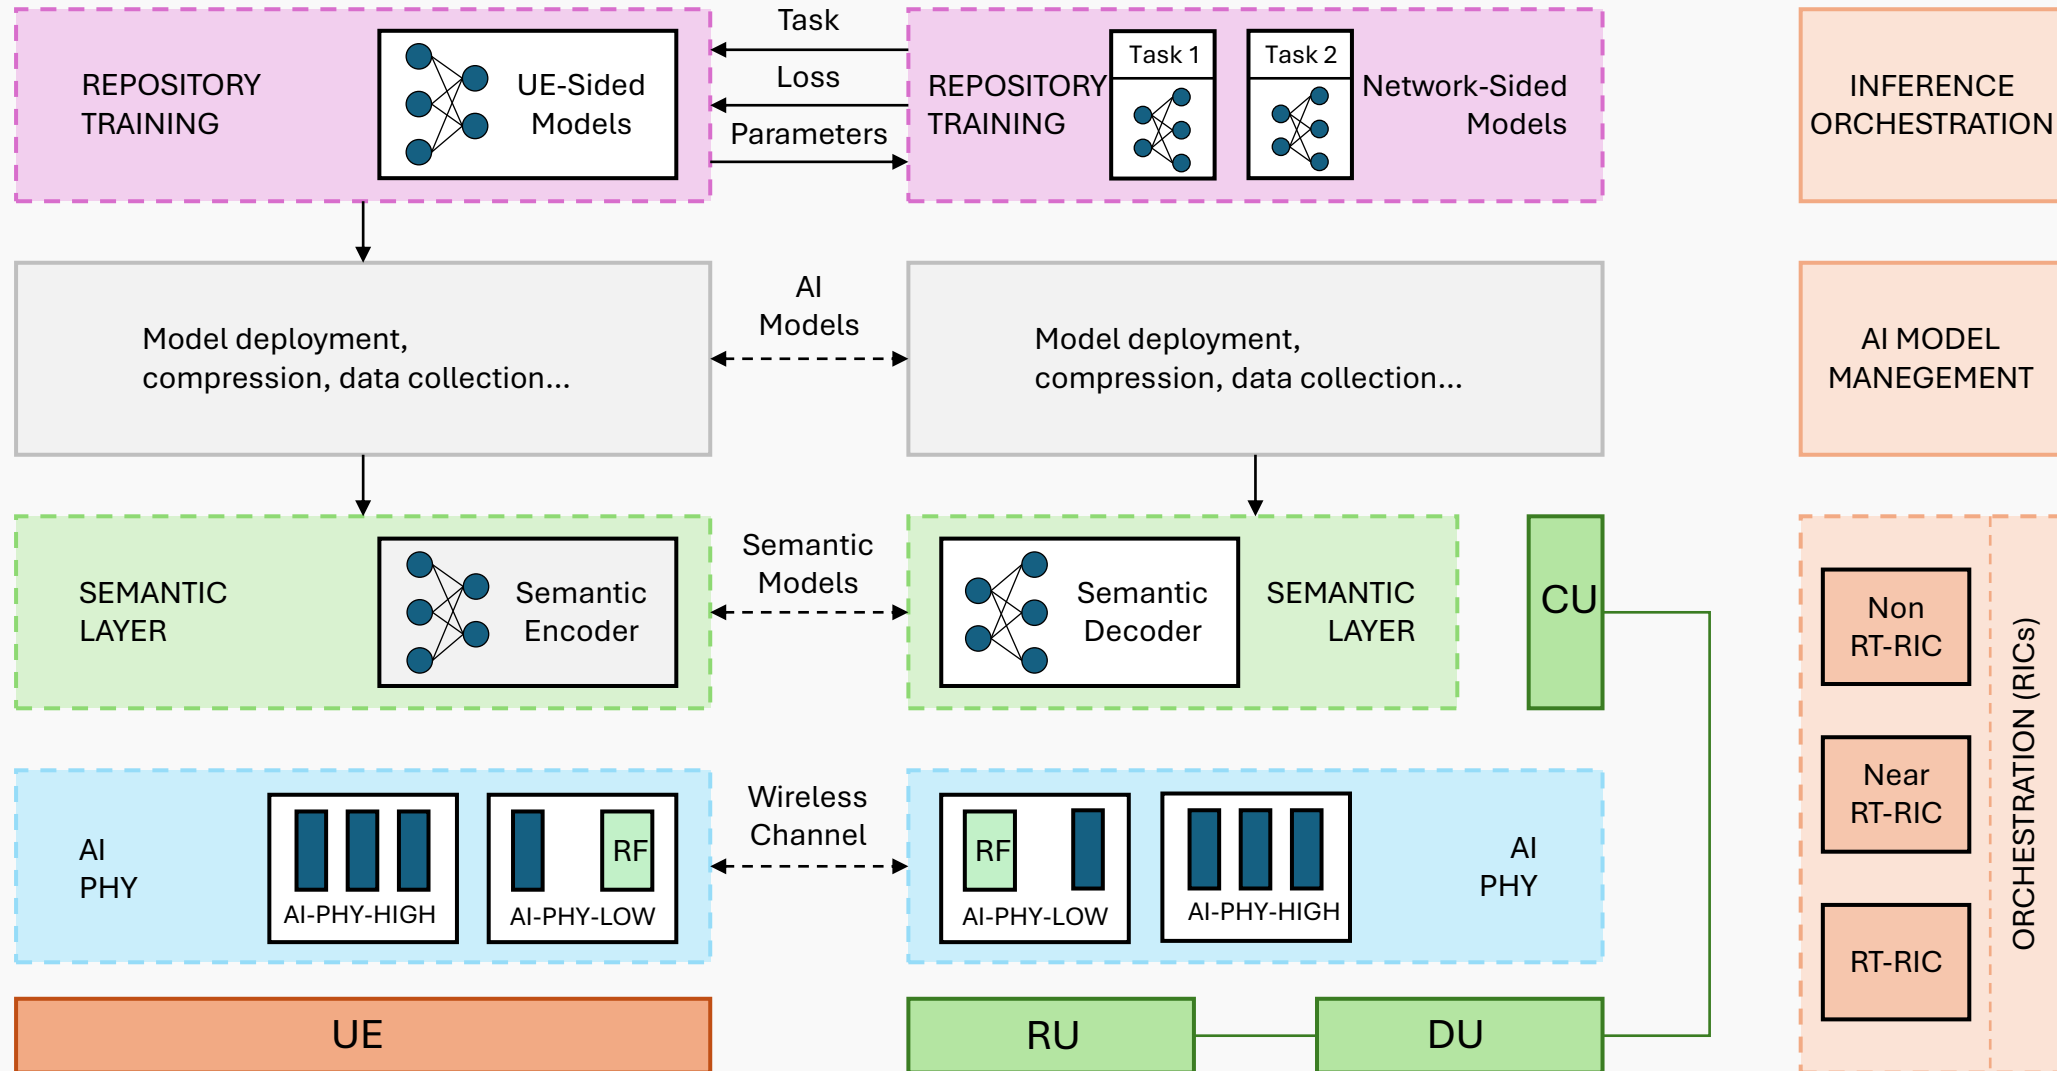 REPOSITORY
TRAINING
UE-Sided
Models
Task
Loss
Parameters
REPOSITORY
TRAINING
Task 1
Task 2
Network-Sided
Models
INFERENCE
ORCHESTRATION
Model deployment,
compression, data collection...
AI
Models
Model deployment,
compression, data collection...
AI MODEL
MANEGEMENT
SEMANTIC
LAYER
Semantic
Encoder
Semantic
Models
Semantic
Decoder
SEMANTIC
LAYER
CU
Non
RT-RIC
Near
RT-RIC
RT-RIC
ORCHESTRATION (RICs)
AI
PHY
AI-PHY-HIGH
RF
AI-PHY-LOW
Wireless
Channel
RF
AI-PHY-LOW
AI-PHY-HIGH
AI
PHY
UE
RU
DU